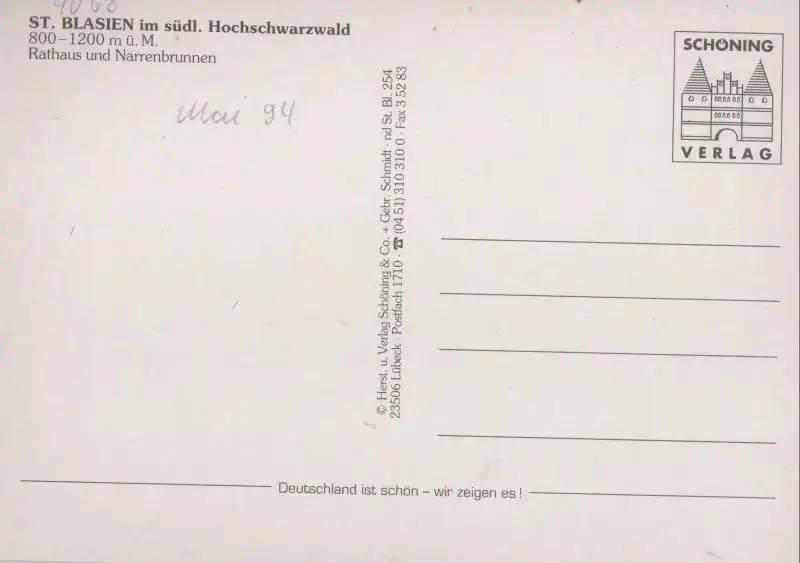 ST. BLASIEN im südl. Hochschwarzwald
800–1200 m ü. M.
Rathaus und Narrenbrunnen
Mai 94
© Herst. u. Verlag Schöning & Co. + Gebr. Schmidt · nd St. Bl. 254
23506 Lübeck · Postfach 1710 · ☎ (04 51) 310 310 0 · Fax 3 52 83
SCHÖNING
VERLAG
Deutschland ist schön – wir zeigen es!